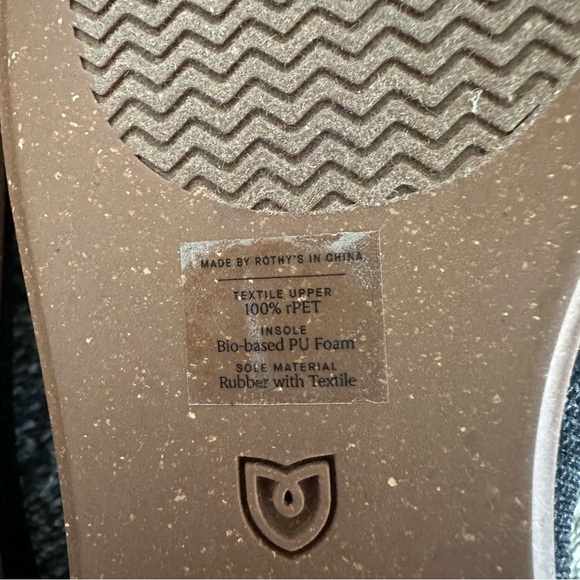 MADE BY ROTHY'S IN CHINA
TEXTILE UPPER
100% rPET
INSOLE
Bio-based PU Foam
SOLE MATERIAL
Rubber with Textile